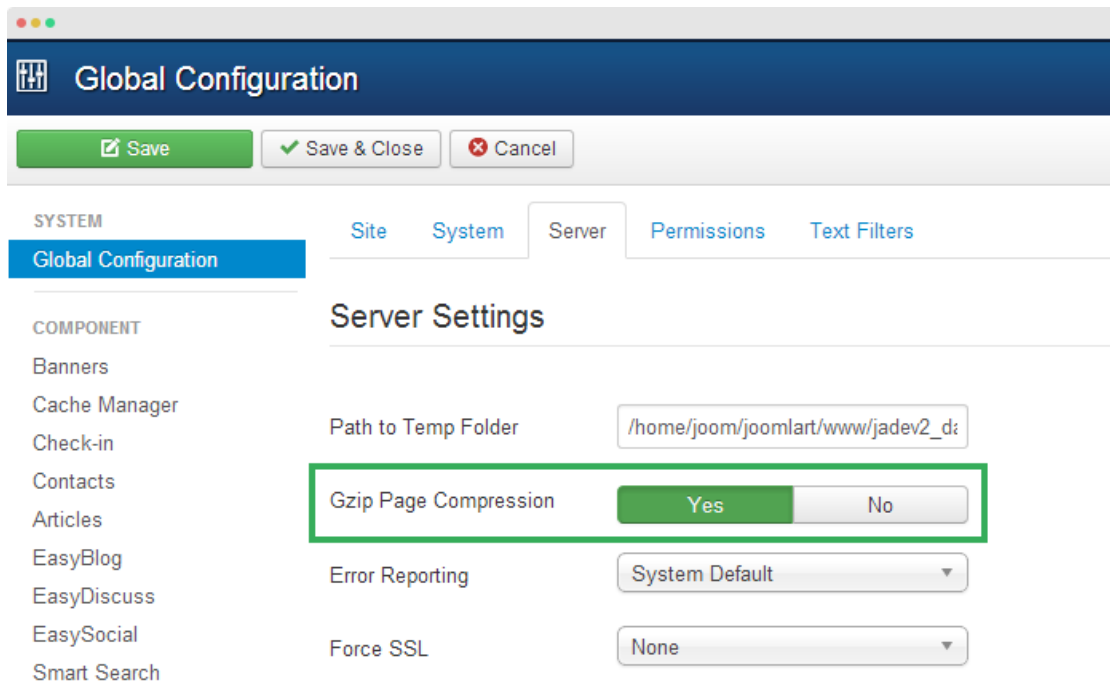 Global Configuration
Save
Save & Close
Cancel
SYSTEM
Global Configuration
COMPONENT
Banners
Cache Manager
Check-in
Contacts
Articles
EasyBlog
EasyDiscuss
EasySocial
Smart Search
Site System Server Permissions Text Filters
Server Settings
Path to Temp Folder /home/joom/joomlart/www/jadev2_da
Gzip Page Compression Yes No
Error Reporting System Default
Force SSL None